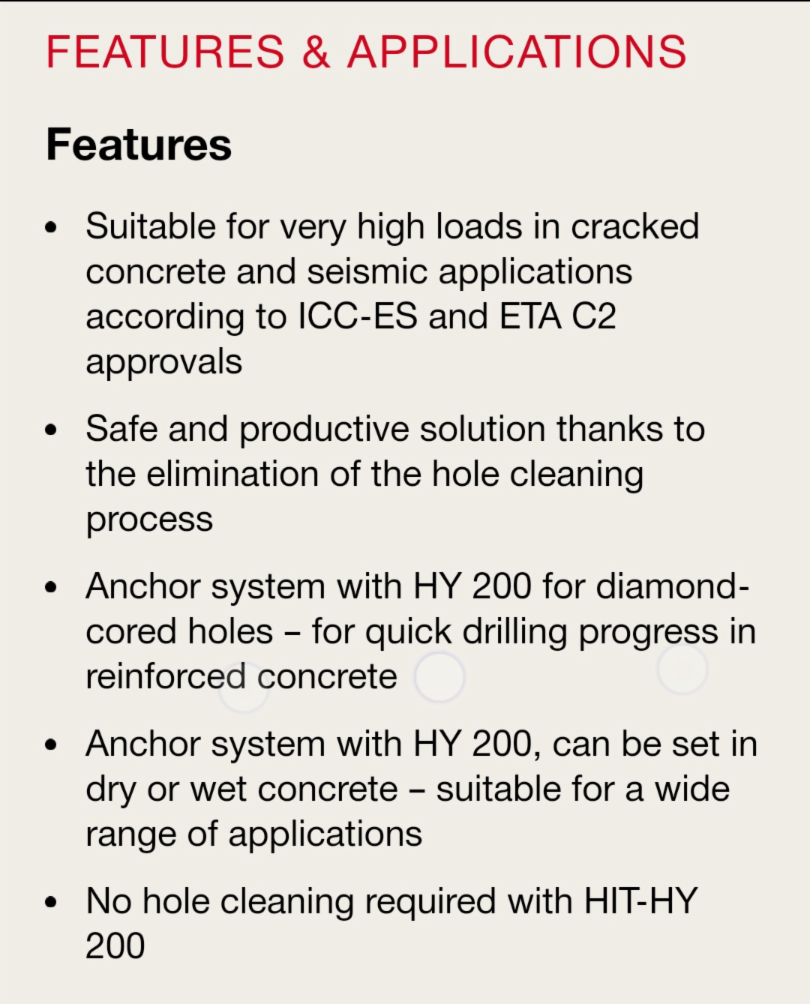 FEATURES & APPLICATIONS
Features
• Suitable for very high loads in cracked
concrete and seismic applications
according to ICC-ES and ETA C2
approvals
• Safe and productive solution thanks to
the elimination of the hole cleaning
process
• Anchor system with HY 200 for diamond-
cored holes – for quick drilling progress in
reinforced concrete
• Anchor system with HY 200, can be set in
dry or wet concrete – suitable for a wide
range of applications
• No hole cleaning required with HIT-HY
200